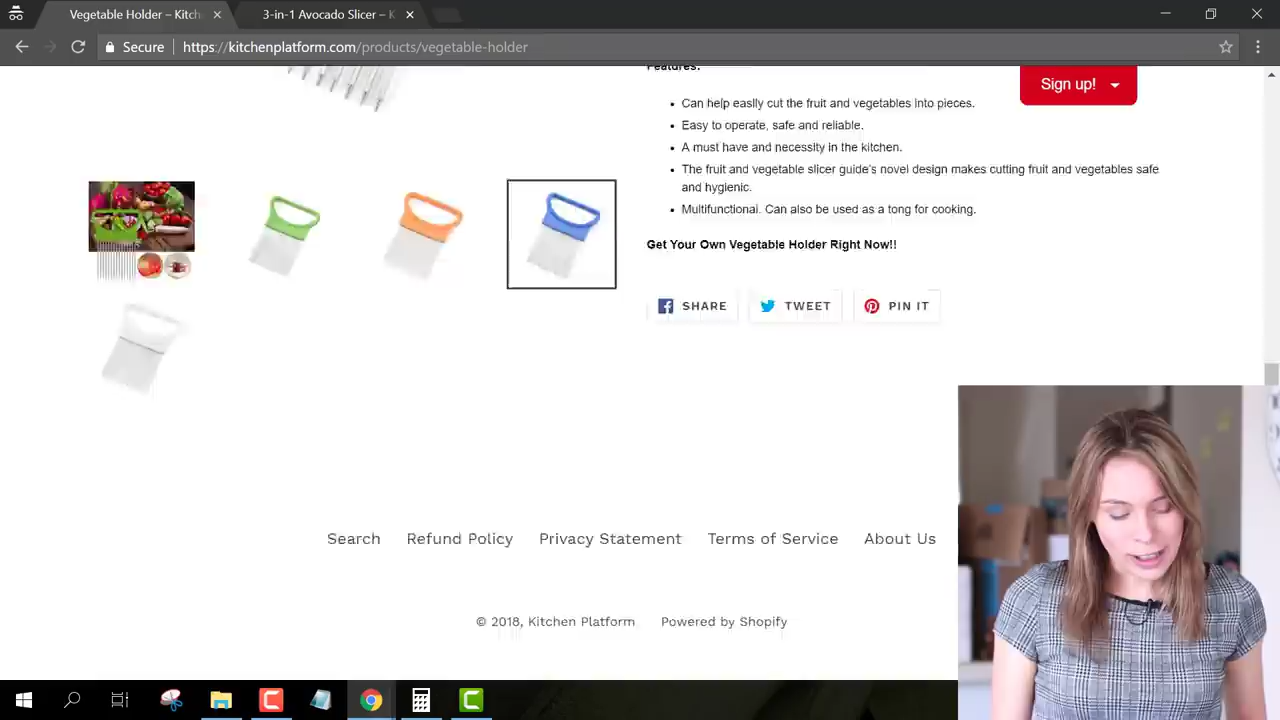 Vegetable Holder – Kitch
3-in-1 Avocado Slicer – K
Secure
https://kitchenplatform.com/products/vegetable-holder
Features:
Sign up!
Can help easily cut the fruit and vegetables into pieces.
Easy to operate, safe and reliable.
A must have and necessity in the kitchen.
The fruit and vegetable slicer guide's novel design makes cutting fruit and vegetables safe
and hygienic.
Multifunctional. Can also be used as a tong for cooking.
Get Your Own Vegetable Holder Right Now!!
SHARE TWEET PIN IT
Search Refund Policy Privacy Statement Terms of Service About Us
© 2018, Kitchen Platform Powered by Shopify